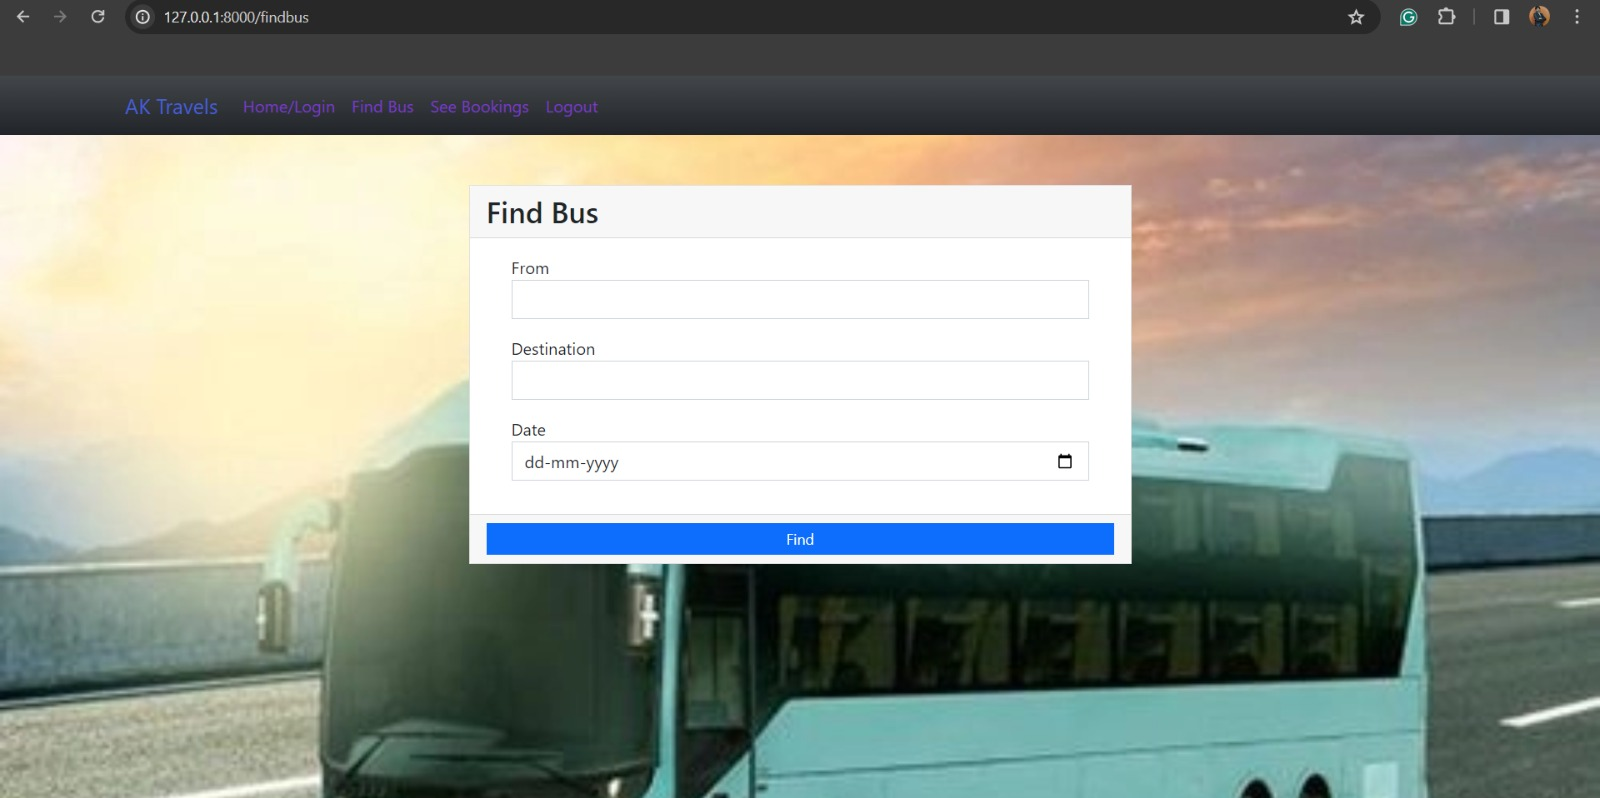 127.0.0.1:8000/findbus
AK Travels Home/Login Find Bus See Bookings Logout
Find Bus
From
Destination
Date
dd-mm-yyyy
Find